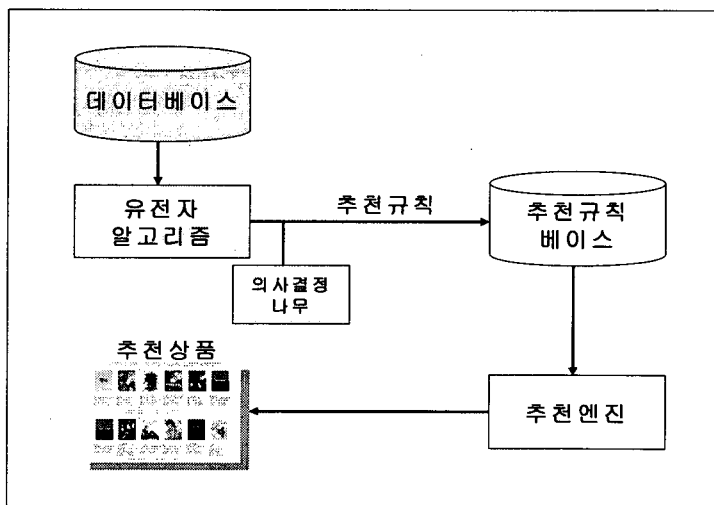 데이터베이스
유전자
알고리즘
추천규칙
추천규칙
베이스
의사결정
나무
추천상품
추천엔진